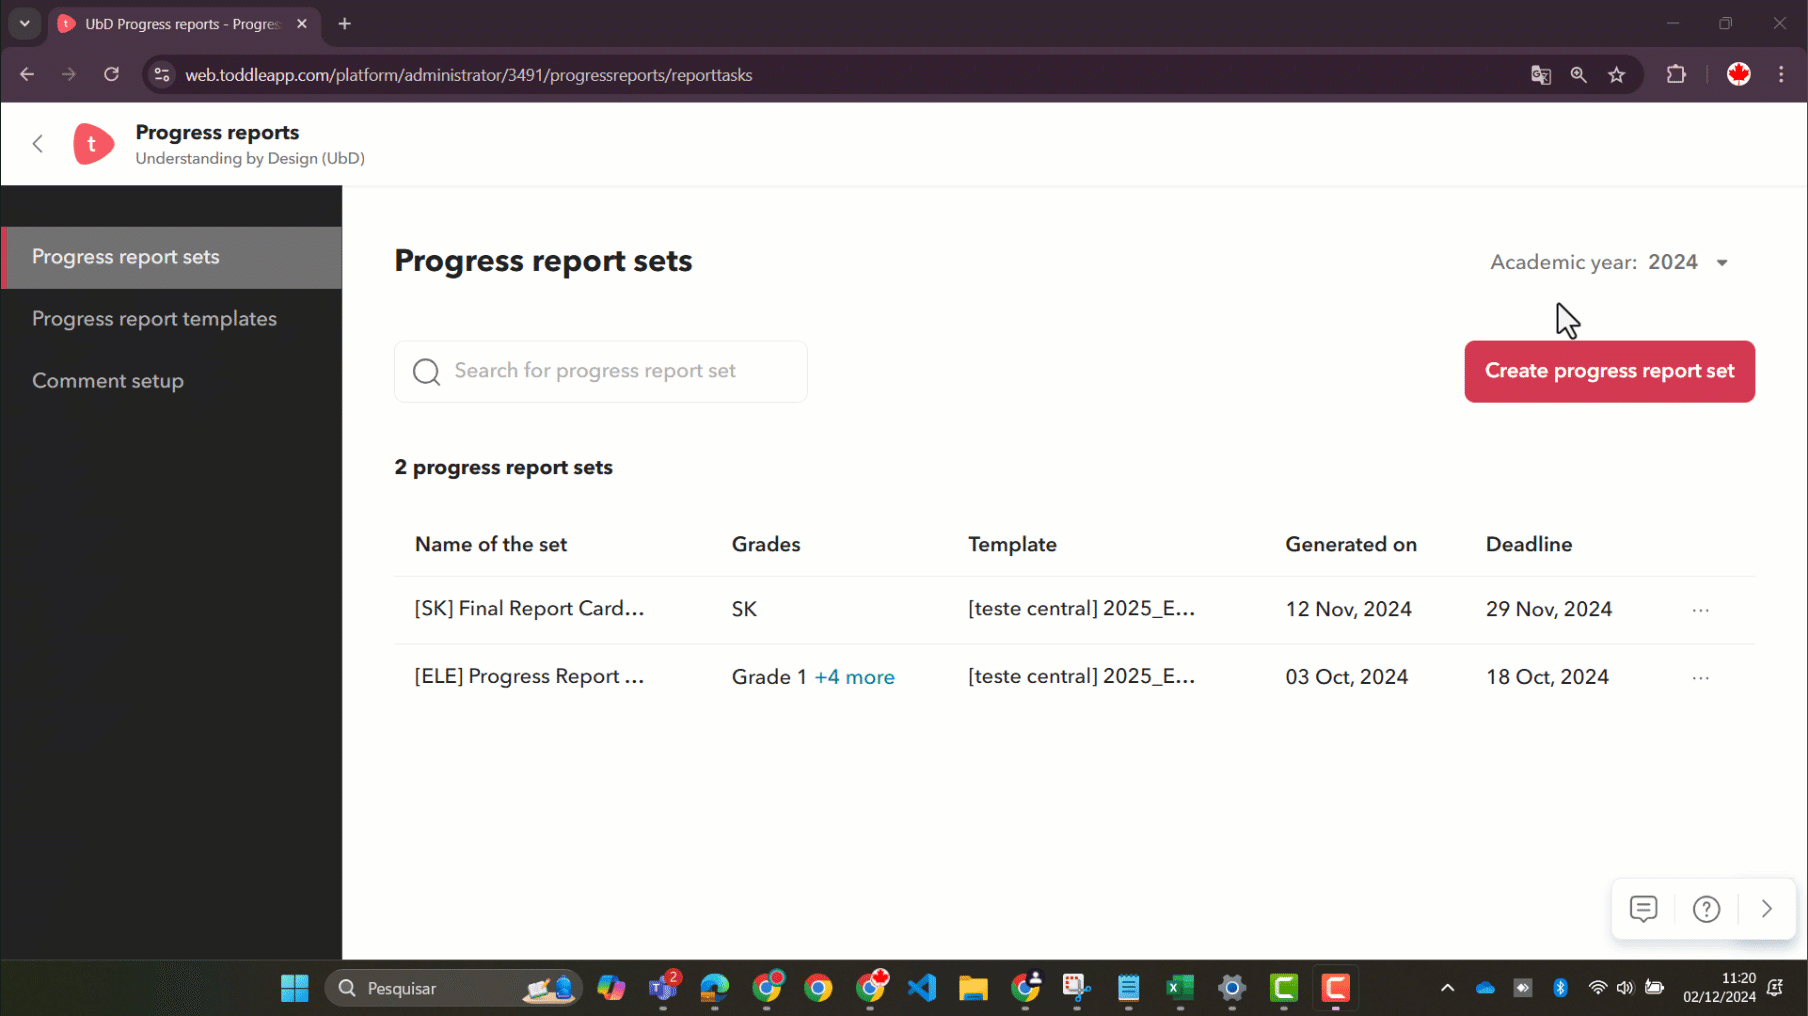 UbD Progress reports - Progres
web.toddleapp.com/platform/administrator/3491/progressreports/reporttasks
t
Progress reports
Understanding by Design (UbD)
Progress report sets
Progress report templates
Comment setup
Progress report sets
Academic year: 2024
Search for progress report set
Create progress report set
2 progress report sets
Name of the set Grades Template Generated on Deadline
[SK] Final Report Card... SK [teste central] 2025_E... 12 Nov, 2024 29 Nov, 2024 ...
[ELE] Progress Report ... Grade 1 +4 more [teste central] 2025_E... 03 Oct, 2024 18 Oct, 2024 ...
Pesquisar
2
11:20
02/12/2024